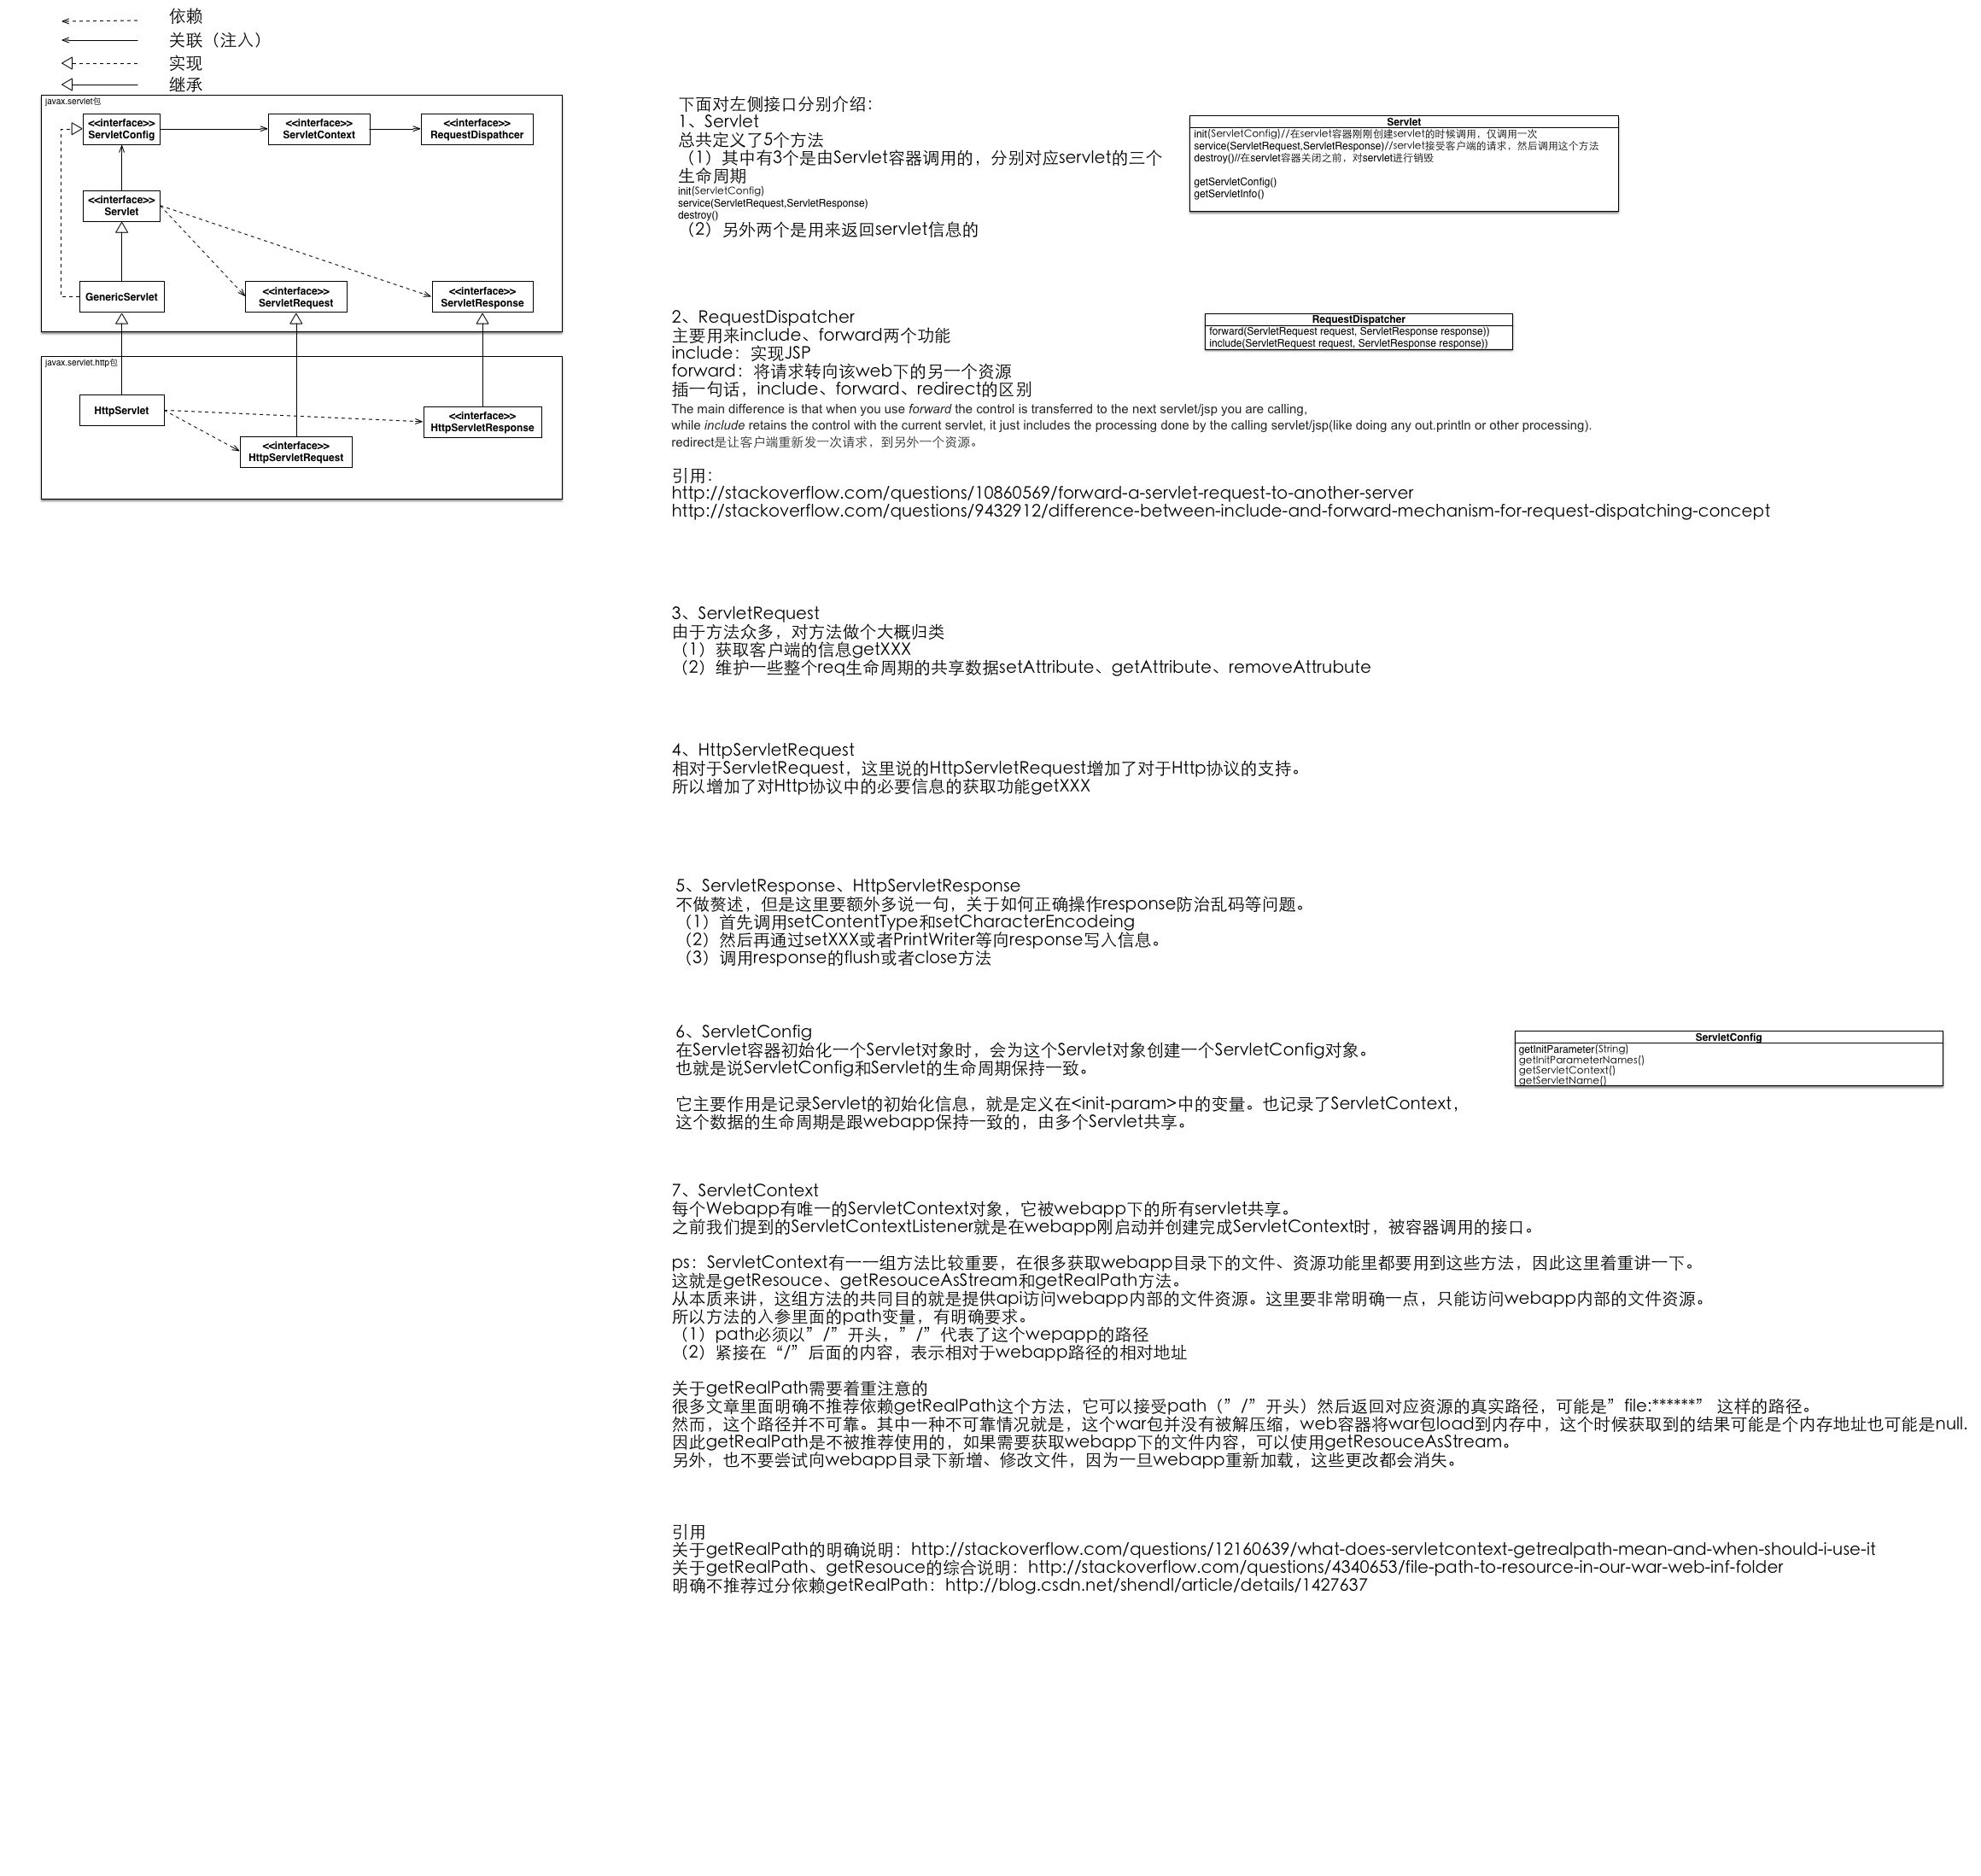 依赖
关联（注入）
实现
继承
javax.servlet包
<<interface>>
ServletConfig
<<interface>>
ServletContext
<<interface>>
RequestDispathcer
<<interface>>
Servlet
GenericServlet
<<interface>>
ServletRequest
<<interface>>
ServletResponse
javax.servlet.http包
HttpServlet
<<interface>>
HttpServletResponse
<<interface>>
HttpServletRequest
下面对左侧接口分别介绍：
1、Servlet
总共定义了5个方法
（1）其中有3个是由Servlet容器调用的，分别对应servlet的三个
生命周期
init(ServletConfig)
service(ServletRequest,ServletResponse)
destroy()
（2）另外两个是用来返回servlet信息的
Servlet
init(ServletConfig)//在servlet容器刚刚创建servlet的时候调用，仅调用一次
service(ServletRequest,ServletResponse)//servlet接受客户端的请求，然后调用这个方法
destroy()//在servlet容器关闭之前，对servlet进行销毁
getServletConfig()
getServletInfo()
2、RequestDispatcher
主要用来include、forward两个功能
include：实现JSP
forward：将请求转向该web下的另一个资源
插一句话，include、forward、redirect的区别
The main difference is that when you use forward the control is transferred to the next servlet/jsp you are calling,
while include retains the control with the current servlet, it just includes the processing done by the calling servlet/jsp(like doing any out.println or other processing).
redirect是让客户端重新发一次请求，到另外一个资源。
RequestDispatcher
forward(ServletRequest request, ServletResponse response))
include(ServletRequest request, ServletResponse response))
引用：
http://stackoverflow.com/questions/10860569/forward-a-servlet-request-to-another-server
http://stackoverflow.com/questions/9432912/difference-between-include-and-forward-mechanism-for-request-dispatching-concept
3、ServletRequest
由于方法众多，对方法做个大概归类
（1）获取客户端的信息getXXX
（2）维护一些整个req生命周期的共享数据setAttribute、getAttribute、removeAttrubute
4、HttpServletRequest
相对于ServletRequest，这里说的HttpServletRequest增加了对于Http协议的支持。
所以增加了对Http协议中的必要信息的获取功能getXXX
5、ServletResponse、HttpServletResponse
不做赘述，但是这里要额外多说一句，关于如何正确操作response防治乱码等问题。
（1）首先调用setContentType和setCharacterEncodeing
（2）然后再通过setXXX或者PrintWriter等向response写入信息。
（3）调用response的flush或者close方法
6、ServletConfig
在Servlet容器初始化一个Servlet对象时，会为这个Servlet对象创建一个ServletConfig对象。
也就是说ServletConfig和Servlet的生命周期保持一致。
它主要作用是记录Servlet的初始化信息，就是定义在<init-param>中的变量。也记录了ServletContext，
这个数据的生命周期是跟webapp保持一致的，由多个Servlet共享。
ServletConfig
getInitParameter(String)
getInitParameterNames()
getServletContext()
getServletName()
7、ServletContext
每个Webapp有唯一的ServletContext对象，它被webapp下的所有servlet共享。
之前我们提到的ServletContextListener就是在webapp刚启动并创建完成ServletContext时，被容器调用的接口。
ps：ServletContext有一一组方法比较重要，在很多获取webapp目录下的文件、资源功能里都要用到这些方法，因此这里着重讲一下。
这就是getResouce、getResouceAsStream和getRealPath方法。
从本质来讲，这组方法的共同目的就是提供api访问webapp内部的文件资源。这里要非常明确一点，只能访问webapp内部的文件资源。
所以方法的入参里面的path变量，有明确要求。
（1）path必须以”/”开头，”/”代表了这个wepapp的路径
（2）紧接在“/”后面的内容，表示相对于webapp路径的相对地址
关于getRealPath需要着重注意的
很多文章里面明确不推荐依赖getRealPath这个方法，它可以接受path（”/”开头）然后返回对应资源的真实路径，可能是”file:******” 这样的路径。
然而，这个路径并不可靠。其中一种不可靠情况就是，这个war包并没有被解压缩，web容器将war包load到内存中，这个时候获取到的结果可能是个内存地址也可能是null.
因此getRealPath是不被推荐使用的，如果需要获取webapp下的文件内容，可以使用getResouceAsStream。
另外，也不要尝试向webapp目录下新增、修改文件，因为一旦webapp重新加载，这些更改都会消失。
引用
关于getRealPath的明确说明：http://stackoverflow.com/questions/12160639/what-does-servletcontext-getrealpath-mean-and-when-should-i-use-it
关于getRealPath、getResouce的综合说明：http://stackoverflow.com/questions/4340653/file-path-to-resource-in-our-war-web-inf-folder
明确不推荐过分依赖getRealPath：http://blog.csdn.net/shendl/article/details/1427637